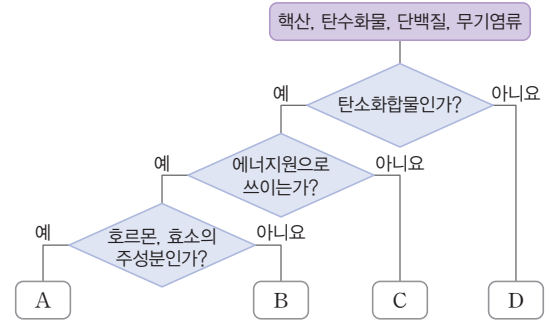 핵산, 탄수화물, 단백질, 무기염류
탄소화합물인가?
예
아니요
에너지원으로
쓰이는가?
예
아니요
호르몬, 효소의
주성분인가?
예
아니요
A
B
C
D